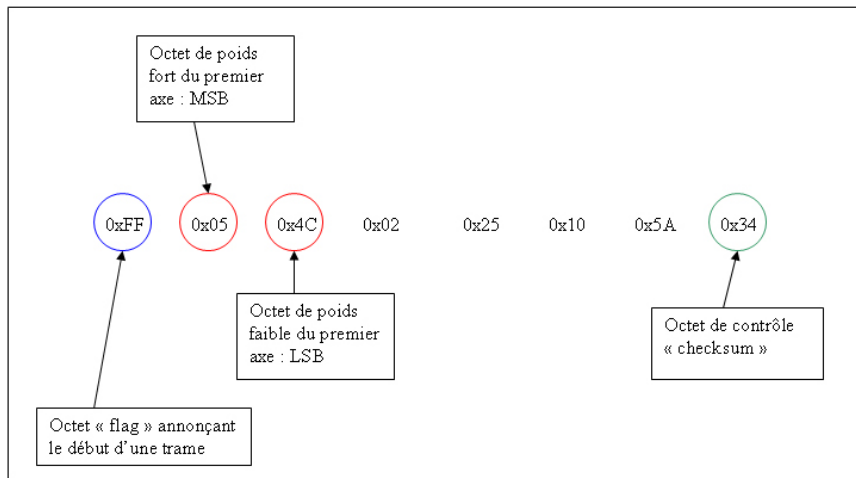 Octet de poids
fort du premier
axe : MSB
0xFF 0x05 0x4C 0x02 0x25 0x10 0x5A 0x34
Octet de poids
faible du premier
axe : LSB
Octet de contrôle
« checksum »
Octet « flag » annonçant
le début d'une trame